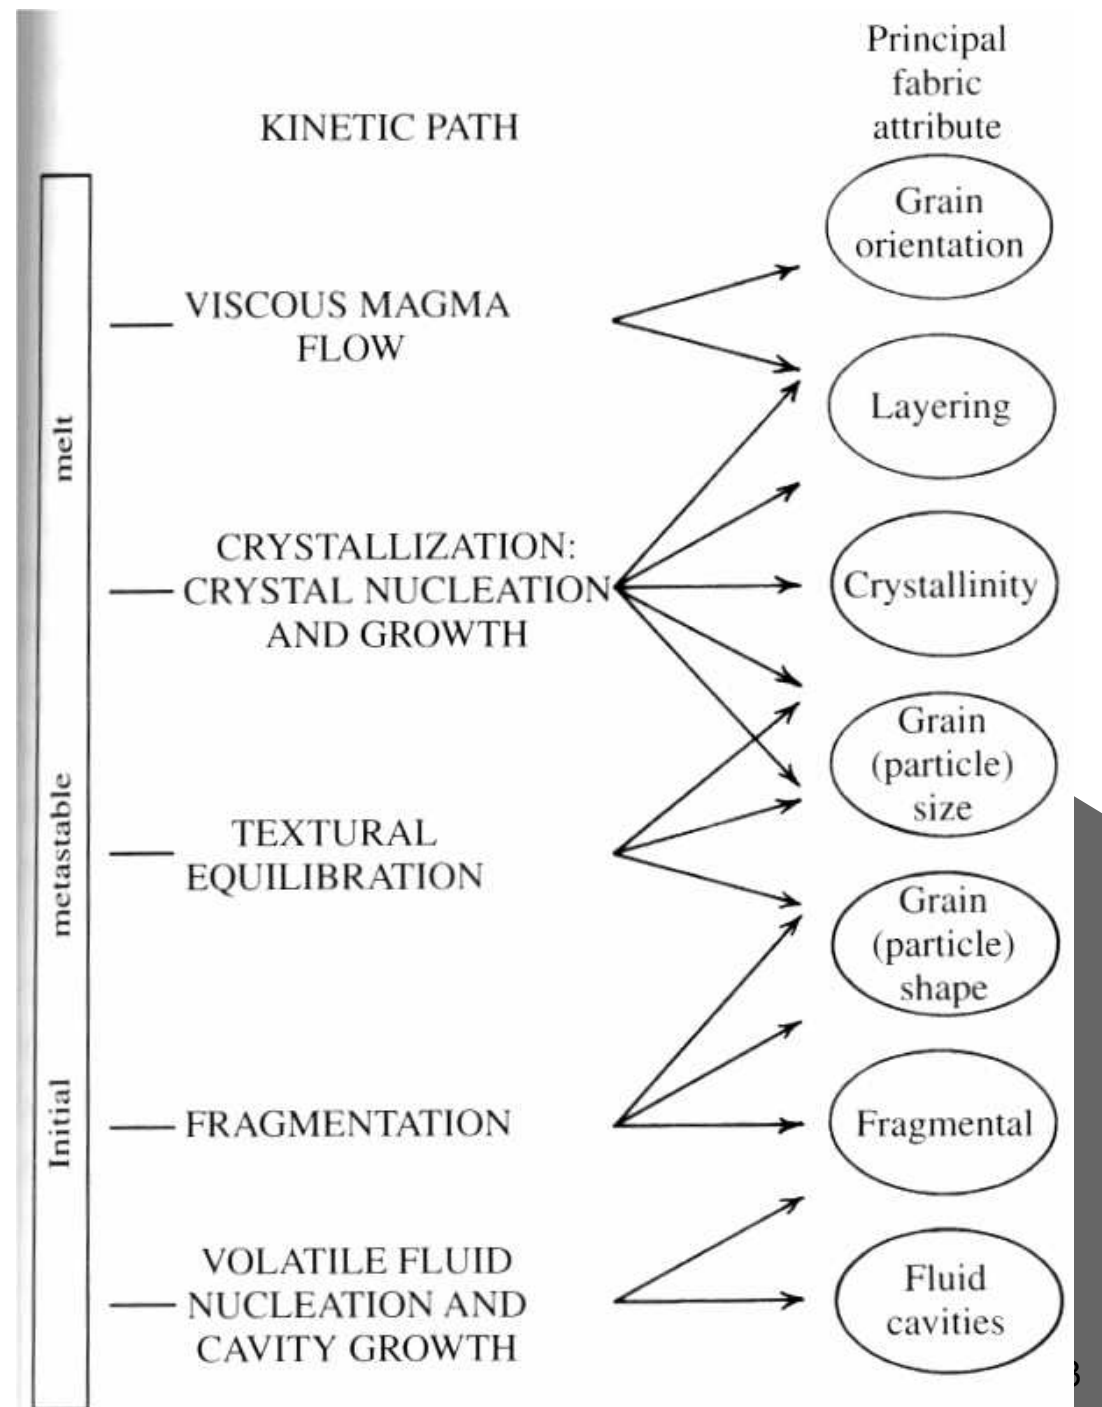 Principal
fabric
attribute
KINETIC PATH
Grain
orientation
VISCOUS MAGMA
FLOW
Layering
melt
CRYSTALLIZATION:
CRYSTAL NUCLEATION
AND GROWTH
Crystallinity
Grain
(particle)
size
metastable
TEXTURAL
EQUILIBRATION
Grain
(particle)
shape
Initial
FRAGMENTATION
Fragmental
VOLATILE FLUID
NUCLEATION AND
CAVITY GROWTH
Fluid
cavities